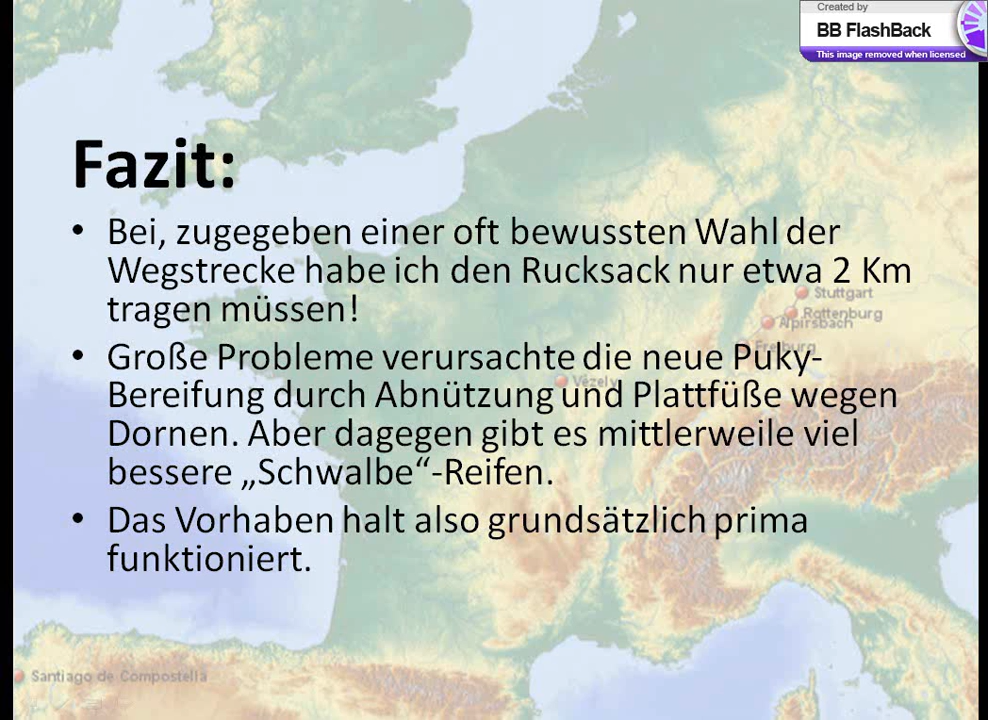 Created by
BB FlashBack
This image removed when licensed
Fazit:
• Bei, zugegeben einer oft bewussten Wahl der
Wegstrecke habe ich den Rucksack nur etwa 2 Km
tragen müssen!
• Große Probleme verursachte die neue Puky-
Bereifung durch Abnützung und Plattfüße wegen
Dornen. Aber dagegen gibt es mittlerweile viel
bessere „Schwalbe“-Reifen.
• Das Vorhaben halt also grundsätzlich prima
funktioniert.
Stuttgart
Rottenburg
Alpirsbach
Freiburg
Vézely
Santiago de Compostella